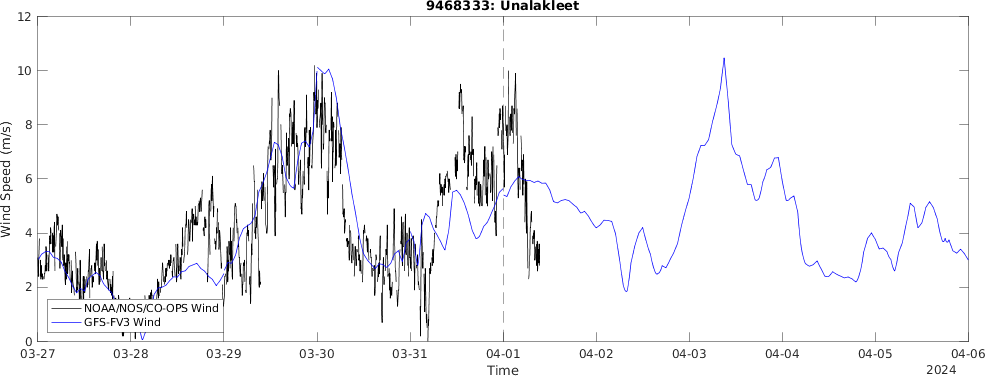 9468333: Unalakleet
12
10
8
6
4
2
0
Wind Speed (m/s)
NOAA/NOS/CO-OPS Wind
GFS-FV3 Wind
03-27 03-28 03-29 03-30 03-31 04-01 04-02 04-03 04-04 04-05 04-06
Time
2024